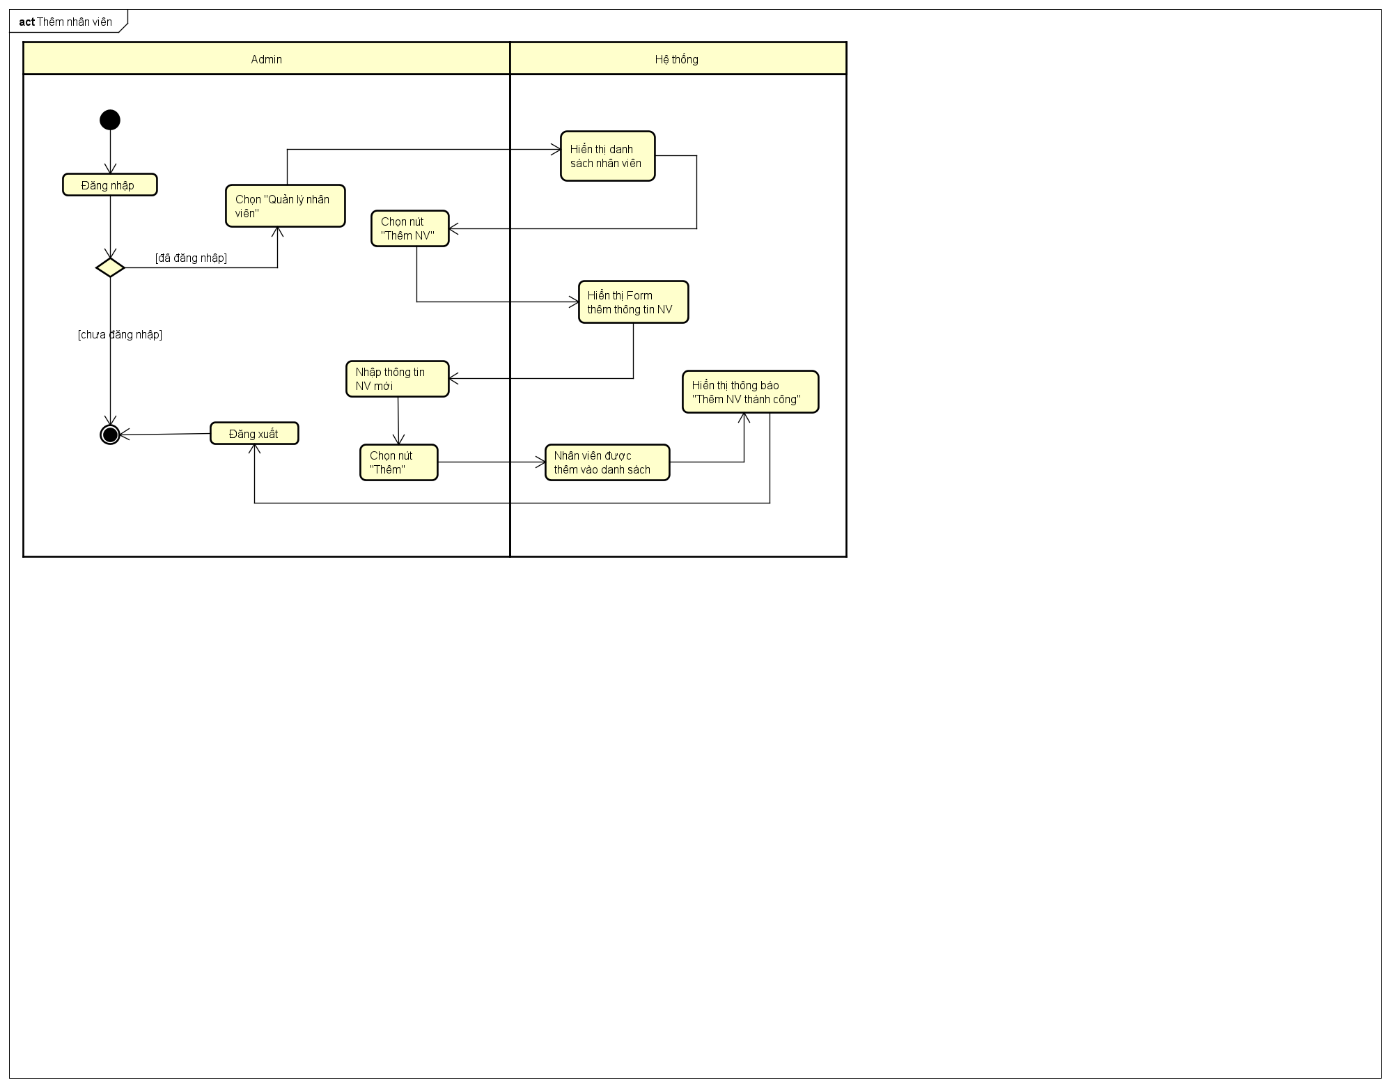 act Thêm nhân viên
Admin
Hệ thống
Đăng nhập
[đã đăng nhập]
[chưa đăng nhập]
Chọn "Quản lý nhân
viên"
Hiển thị danh
sách nhân viên
Chọn nút
"Thêm NV"
Hiển thị Form
thêm thông tin NV
Nhập thông tin
NV mới
Chọn nút
"Thêm"
Nhân viên được
thêm vào danh sách
Hiển thị thông báo
"Thêm NV thành công"
Đăng xuất